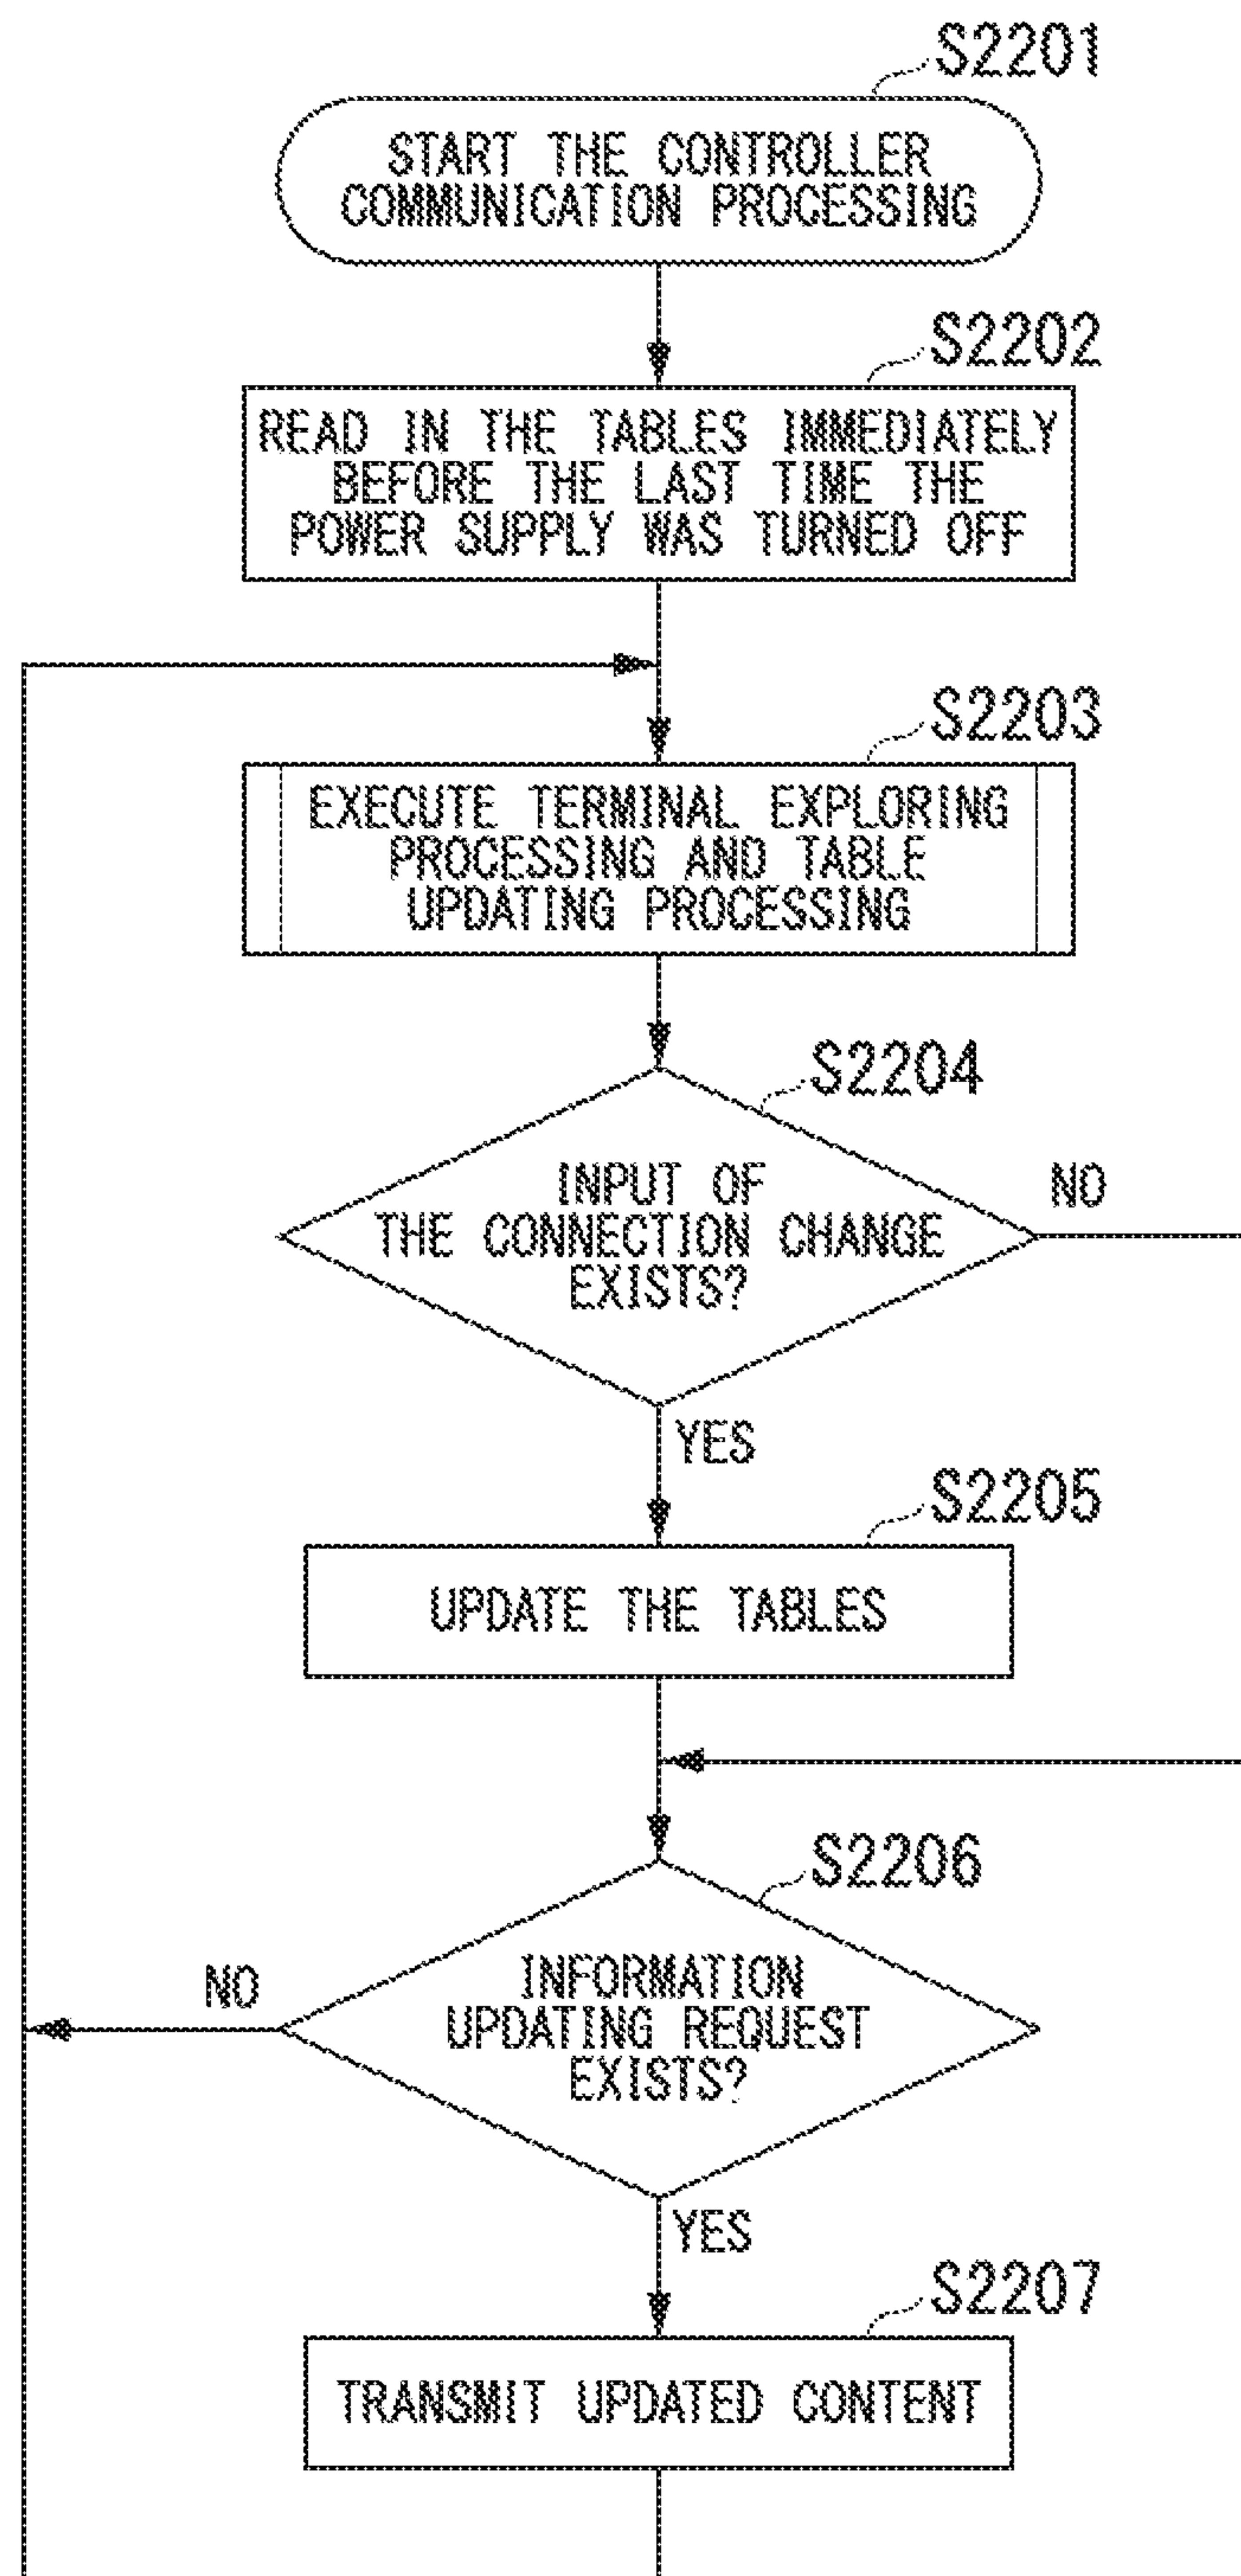 S2201
START THE CONTROLLER
COMMUNICATION PROCESSING
S2202
READ IN THE TABLES IMMEDIATELY
BEFORE THE LAST TIME THE
POWER SUPPLY WAS TURNED OFF
S2203
EXECUTE TERMINAL EXPLORING
PROCESSING AND TABLE
UPDATING PROCESSING
S2204
INPUT OF
THE CONNECTION CHANGE
EXISTS?
NO
YES
S2205
UPDATE THE TABLES
S2206
INFORMATION
UPDATING REQUEST
EXISTS?
NO
YES
S2207
TRANSMIT UPDATED CONTENT